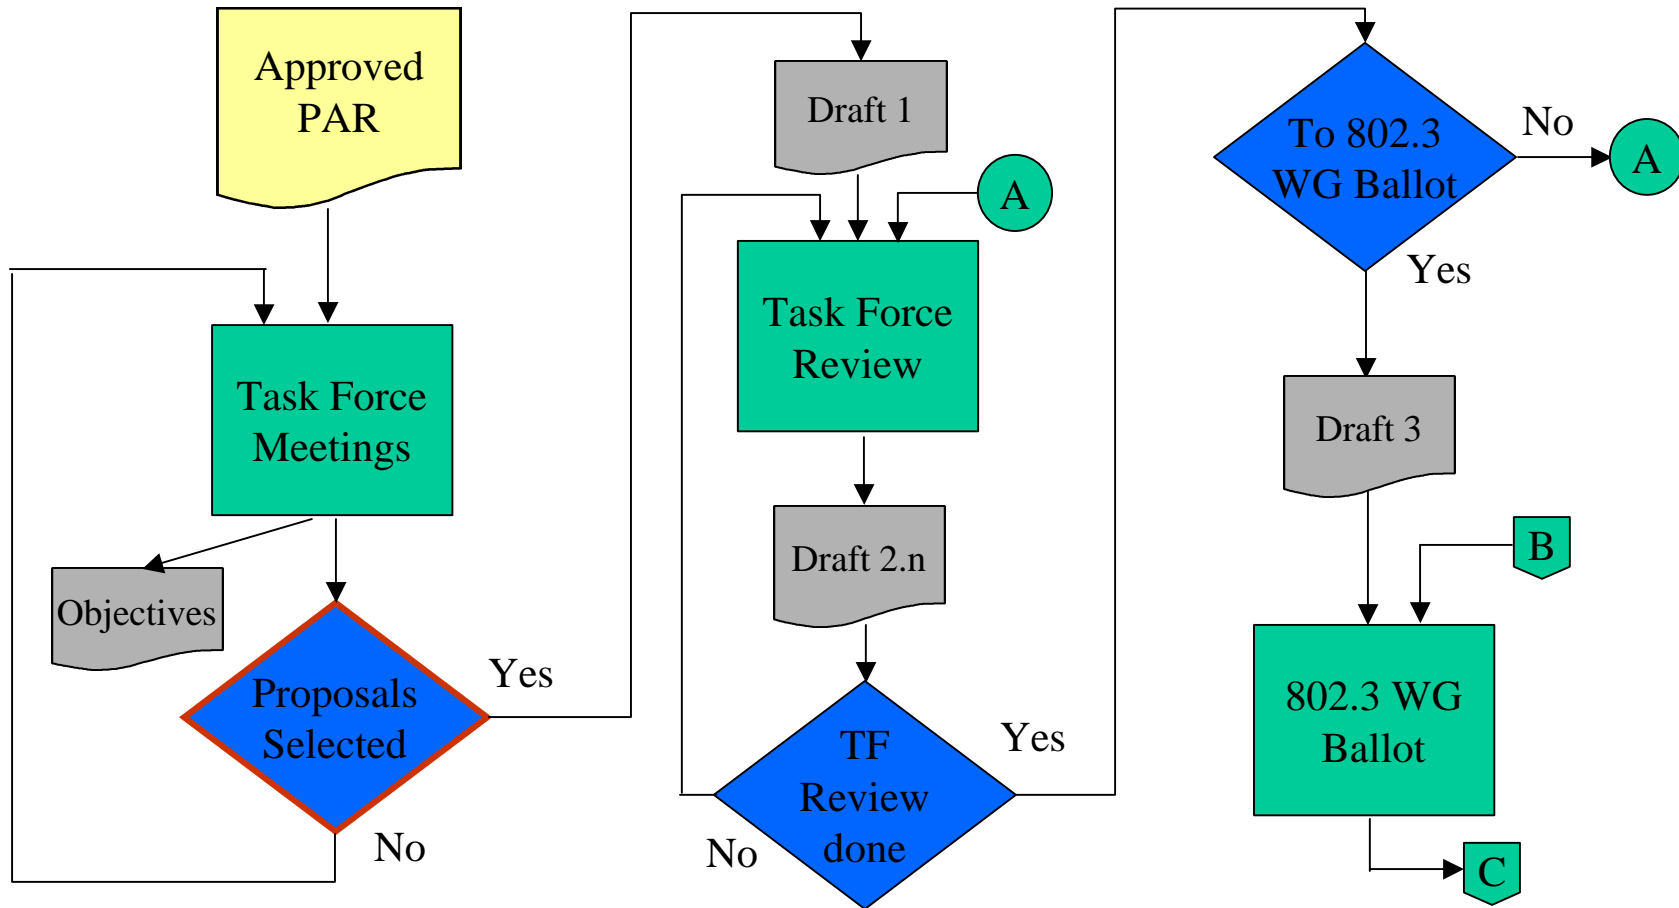 Approved
PAR
Task Force
Meetings
Objectives
Proposals
Selected
Yes
No
Draft 1
A
Task Force
Review
Draft 2.n
TF
Review
done
Yes
No
To 802.3
WG Ballot
No
A
Yes
Draft 3
B
802.3 WG
Ballot
C